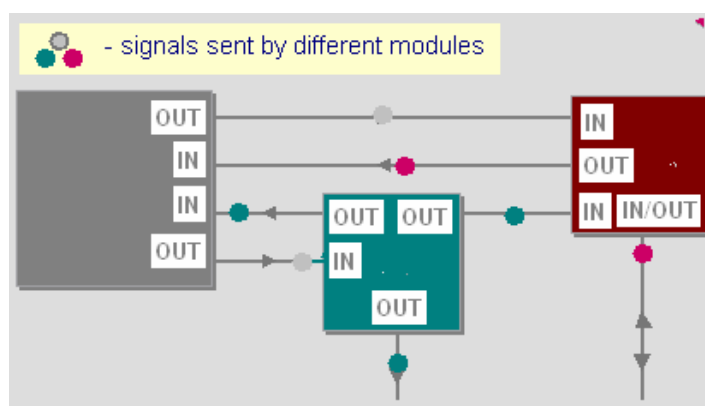 - signals sent by different modules
OUT
IN
IN
OUT
OUT OUT
IN
OUT
IN
OUT
IN IN/OUT